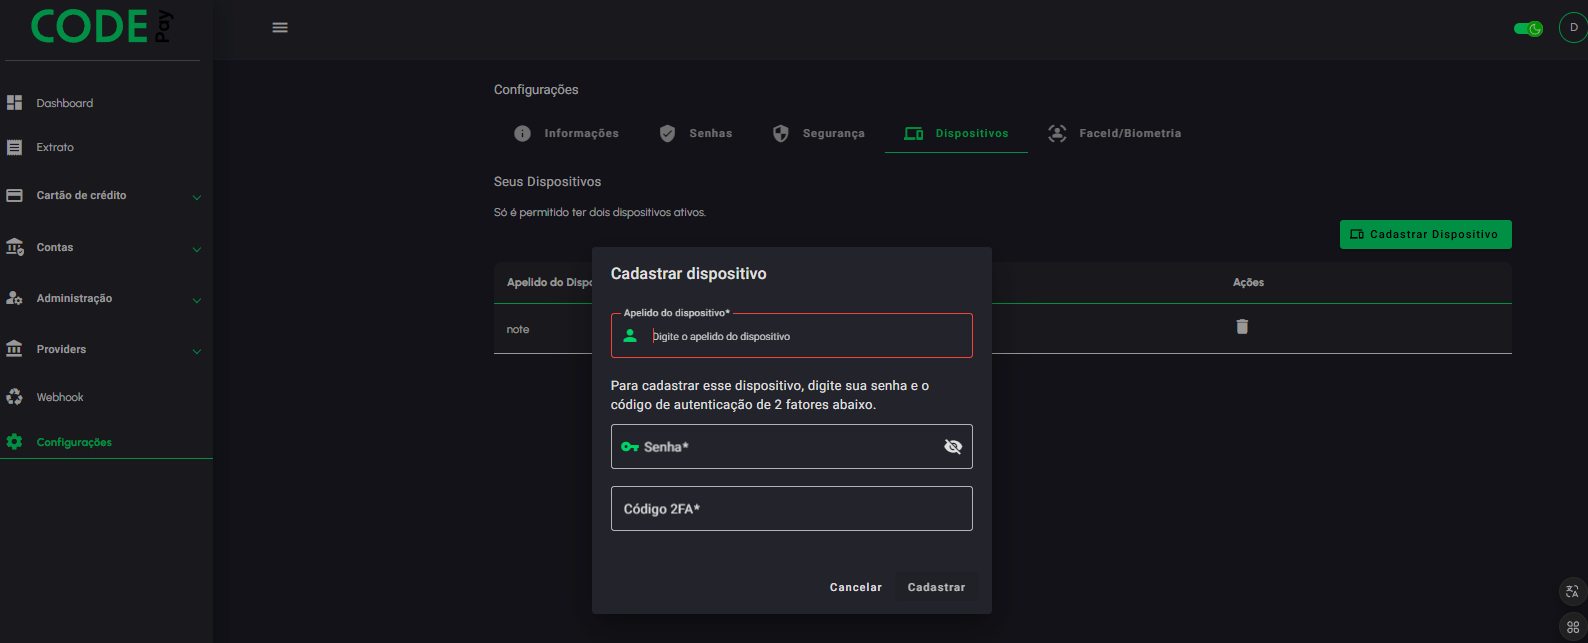 CODE Pay
D
Dashboard
Extrato
Cartão de crédito
Contas
Administração
Providers
Webhook
Configurações
Configurações
Informações
Senhas
Segurança
Dispositivos
FaceId/Biometria
Seus Dispositivos
Só é permitido ter dois dispositivos ativos.
Cadastrar Dispositivo
Apelido do Dispo
Ações
note
Cadastrar dispositivo
Apelido do dispositivo*
Digite o apelido do dispositivo
Para cadastrar esse dispositivo, digite sua senha e o
código de autenticação de 2 fatores abaixo.
Senha*
Código 2FA*
Cancelar
Cadastrar